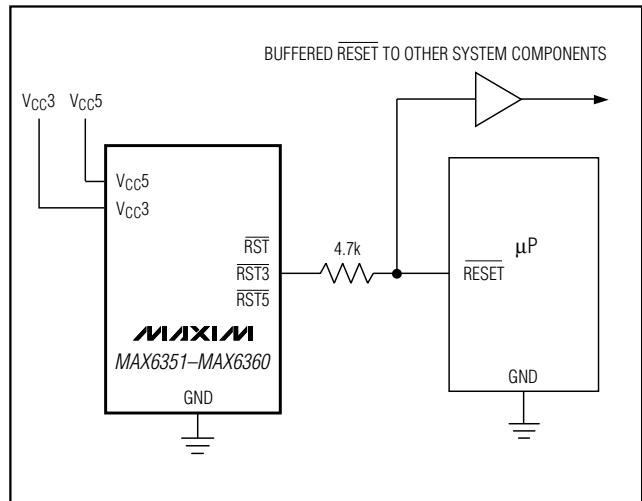 BUFFERED RESET TO OTHER SYSTEM COMPONENTS
VCC3 VCC5
VCC5
VCC3
RST
RST3
RST5
4.7k
RESET
μP
MAXIM
MAX6351–MAX6360
GND
GND